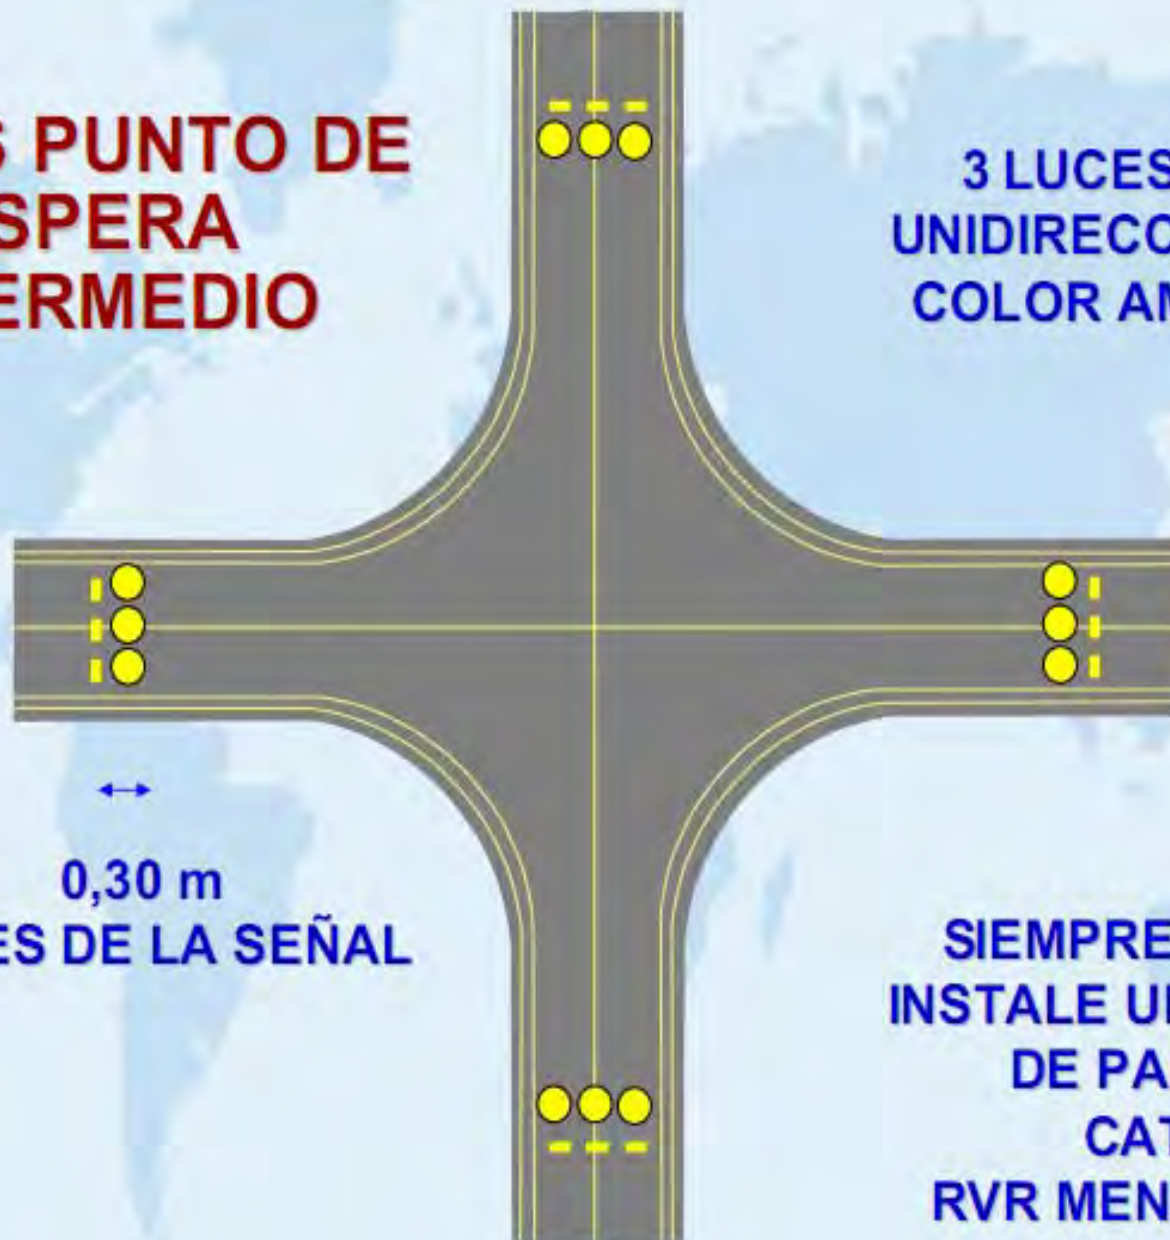 S PUNTO DE
SPERA
ERMEDIO
3 LUCES
UNIDIRECC
COLOR AM
0,30 m
ES DE LA SEÑAL
SIEMPRE
INSTALE U
DE PA
CAT
RVR MEN